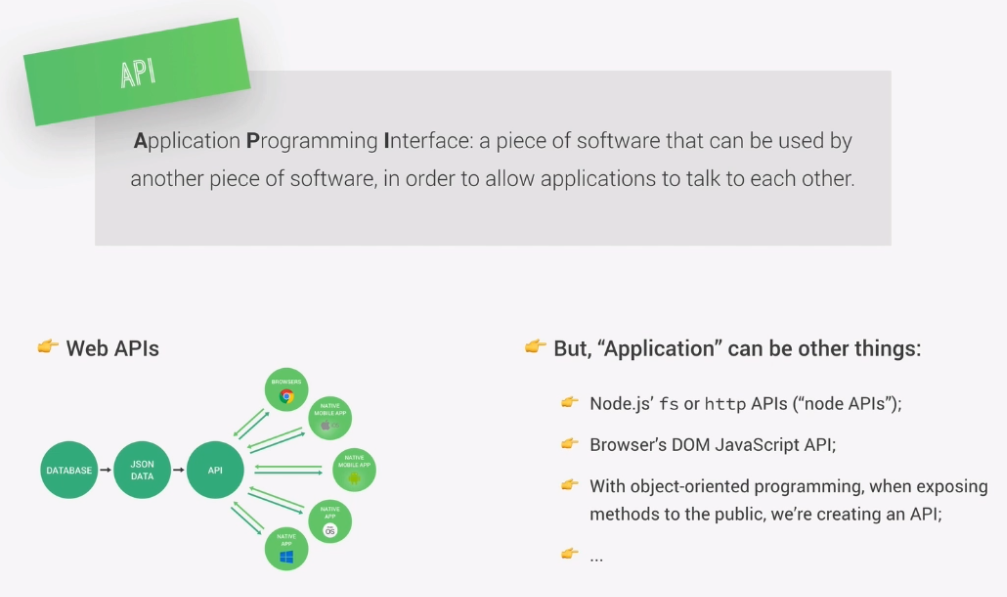 API
Application Programming Interface: a piece of software that can be used by
another piece of software, in order to allow applications to talk to each other.
👉 Web APIs
DATABASE
JSON
DATA
API
BROWSERS
NATIVE
MOBILE APP
NATIVE
MOBILE APP
NATIVE
APP
macOS
NATIVE
APP
👉 But, “Application” can be other things:
👉 Node.js’ fs or http APIs (“node APIs”);
👉 Browser’s DOM JavaScript API;
👉 With object-oriented programming, when exposing
methods to the public, we’re creating an API;
👉 ...